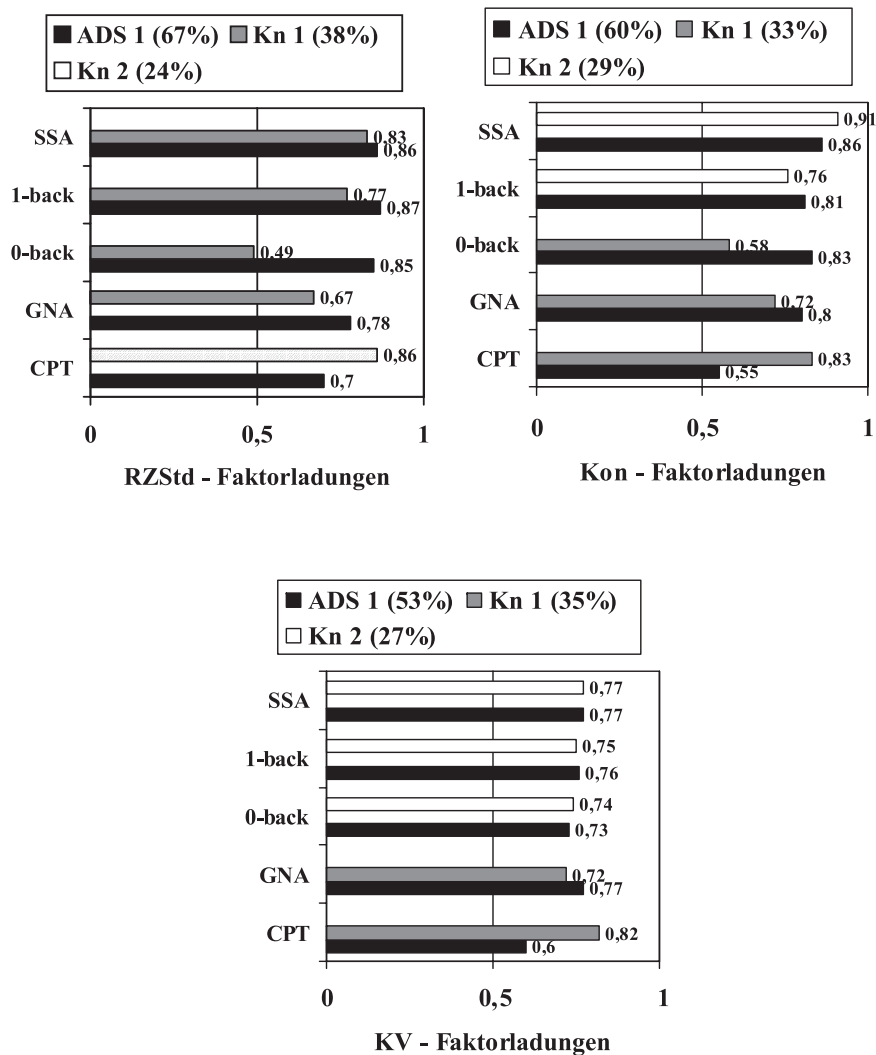 ADS 1 (67%) Kn 1 (38%)
Kn 2 (24%)
SSA
0,83
0,86
1-back
0,77
0,87
0-back
0,49
0,85
GNA
0,67
0,78
CPT
0,86
0,7
0 0,5 1
RZStd - Faktorladungen
ADS 1 (60%) Kn 1 (33%)
Kn 2 (29%)
SSA
0,91
0,86
1-back
0,76
0,81
0-back
0,58
0,83
GNA
0,72
0,8
CPT
0,83
0,55
0 0,5 1
Kon - Faktorladungen
ADS 1 (53%) Kn 1 (35%)
Kn 2 (27%)
SSA
0,77
0,77
1-back
0,75
0,76
0-back
0,74
0,73
GNA
0,72
0,77
CPT
0,82
0,6
0 0,5 1
KV - Faktorladungen